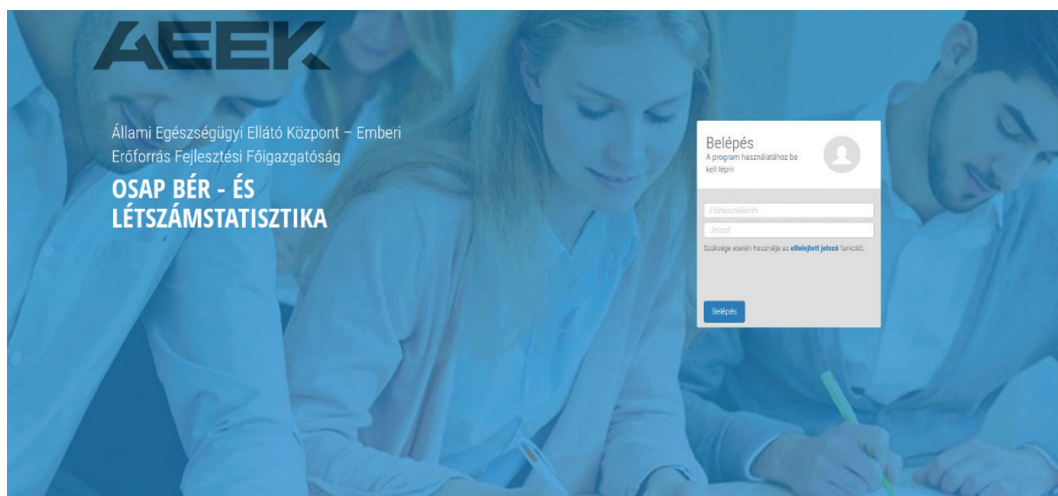 AEEK
Állami Egészségügyi Ellátó Központ – Emberi
Erőforrás Fejlesztési Főigazgatóság
OSAP BÉR - ÉS
LÉTSZÁMSTATISZTIKA
Belépés
A program használatához be
kell lépni
Felhasználónév
Jelszó
Szüksége esetén használja az elfelejtett jelszó funkciót.
Belépés